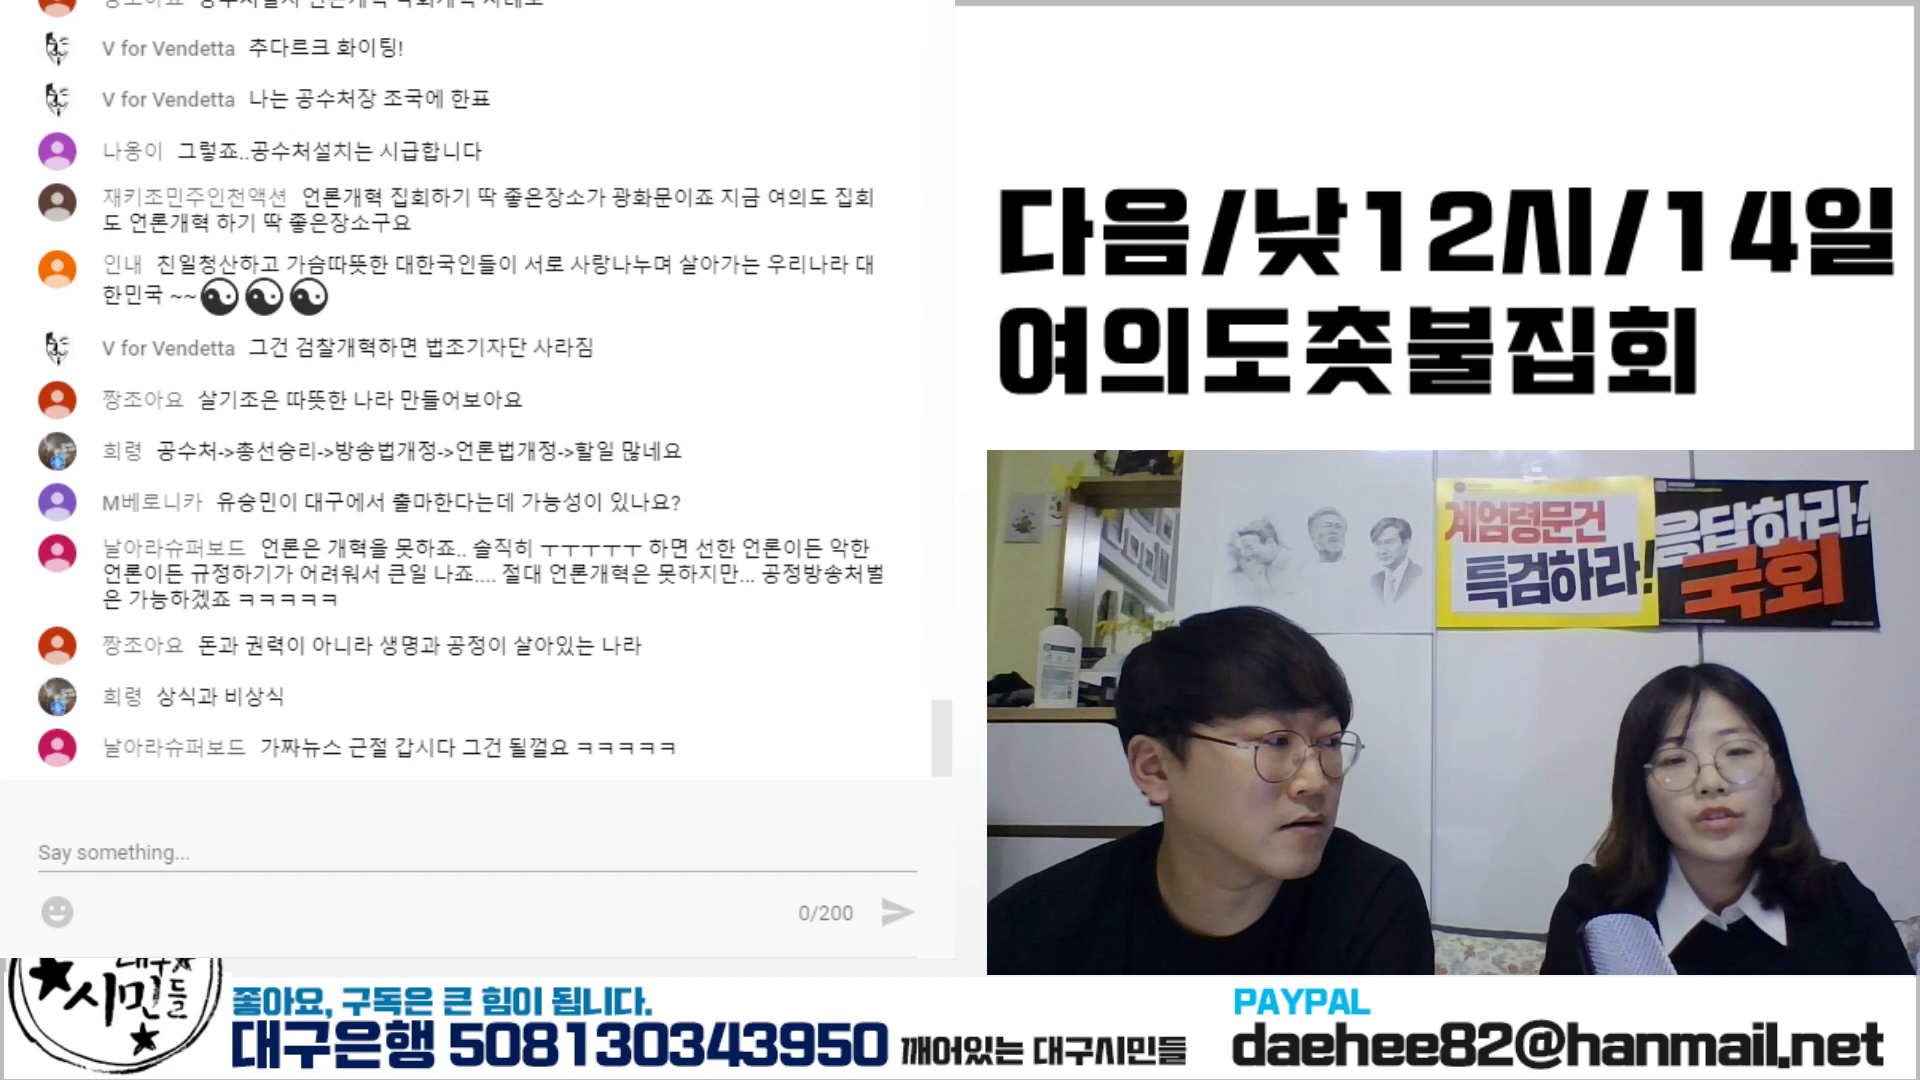 V for Vendetta 추다르크 화이팅!
V for Vendetta 나는 공수처장 조국에 한표
나옹이 그렇죠..공수처설치는 시급합니다
재키조민주인천액션 언론개혁 집회하기 딱 좋은장소가 광화문이죠 지금 여의도 집회
도 언론개혁 하기 딱 좋은장소구요
인내 친일청산하고 가슴따뜻한 대한국인들이 서로 사랑나누며 살아가는 우리나라 대
한민국 ~~
V for Vendetta 그건 검찰개혁하면 법조기자단 사라짐
짱조아요 살기조은 따뜻한 나라 만들어보아요
희령 공수처->총선승리->방송법개정->언론법개정->할일 많네요
M베로니카 유승민이 대구에서 출마한다는데 가능성이 있나요?
날아라슈퍼보드 언론은 개혁을 못하죠.. 솔직히 ㅜㅜㅜㅜㅜ 하면 선한 언론이든 악한
언론이든 규정하기가 어려워서 큰일 나죠.... 절대 언론개혁은 못하지만... 공정방송처벌
은 가능하겠죠 ㅋㅋㅋㅋㅋ
짱조아요 돈과 권력이 아니라 생명과 공정이 살아있는 나라
희령 상식과 비상식
날아라슈퍼보드 가짜뉴스 근절 갑시다 그건 될껄요 ㅋㅋㅋㅋㅋ
Say something...
0/200
다음/낮12시/14일
여의도촛불집회
계엄령문건
특검하라!
응답하라!
국회
대구
시민들
좋아요, 구독은 큰 힘이 됩니다.
대구은행 508130343950 깨어있는 대구시민들
PAYPAL
daehee82@hanmail.net